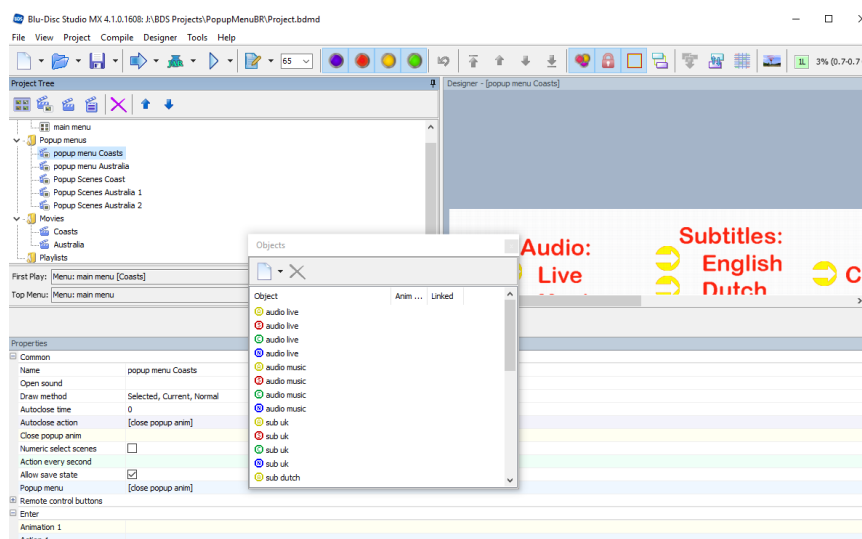 Blu-Disc Studio MX 4.1.0.1608: J:\BDS Projects\PopupMenuBR\Project.bdmd
File View Project Compile Designer Tools Help
65
1L 3% (0.7-0.7
Project Tree
Designer - [popup menu Coasts]
main menu
Popup menus
popup menu Coasts
popup menu Australia
Popup Scenes Coast
Popup Scenes Australia 1
Popup Scenes Australia 2
Movies
Coasts
Australia
Playlists
First Play: Menu: main menu [Coasts]
Top Menu: Menu: main menu
Audio:
Live
Subtitles:
English
Dutch
C
Objects
Object Anim ... Linked
audio live
audio live
audio live
audio live
audio music
audio music
audio music
audio music
sub uk
sub uk
sub uk
sub uk
sub dutch
Properties
Common
Name popup menu Coasts
Open sound
Draw method Selected, Current, Normal
Autoclose time 0
Autoclose action [close popup anim]
Close popup anim
Numeric select scenes
Action every second
Allow save state
Popup menu [close popup anim]
Remote control buttons
Enter
Animation 1